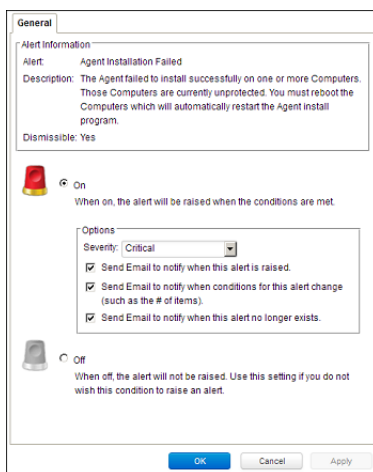 General
Alert Information
Alert: Agent Installation Failed
Description: The Agent failed to install successfully on one or more Computers.
Those Computers are currently unprotected. You must reboot the
Computers which will automatically restart the Agent install
program.
Dismissible: Yes
On
When on, the alert will be raised when the conditions are met.
Options
Severity: Critical
Send Email to notify when this alert is raised.
Send Email to notify when conditions for this alert change
(such as the # of items).
Send Email to notify when this alert no longer exists.
Off
When off, the alert will not be raised. Use this setting if you do not
wish this condition to raise an alert.
OK Cancel Apply